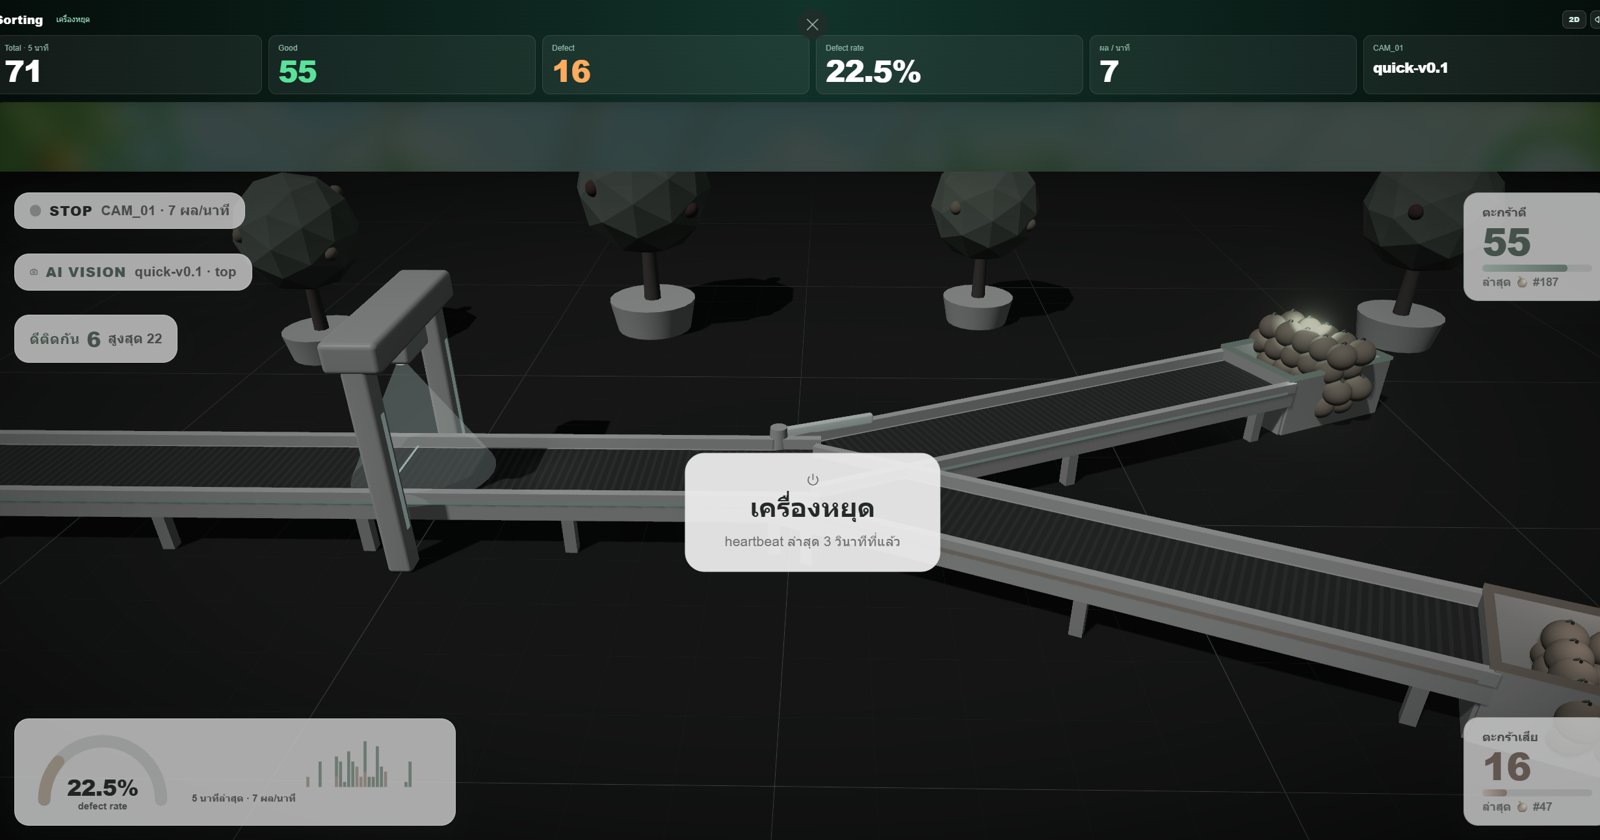 Sorting เครื่องหยุด
2D
Total · 5 นาที
71
Good
55
Defect
16
Defect rate
22.5%
ผล / นาที
7
CAM_01
quick-v0.1
STOP CAM_01 · 7 ผล/นาที
AI VISION quick-v0.1 · top
ดีติดกัน 6 สูงสุด 22
ตะกร้าดี
55
ล่าสุด #187
เครื่องหยุด
heartbeat ล่าสุด 3 วินาทีที่แล้ว
22.5%
defect rate
5 นาทีล่าสุด · 7 ผล/นาที
ตะกร้าเสีย
16
ล่าสุด #47